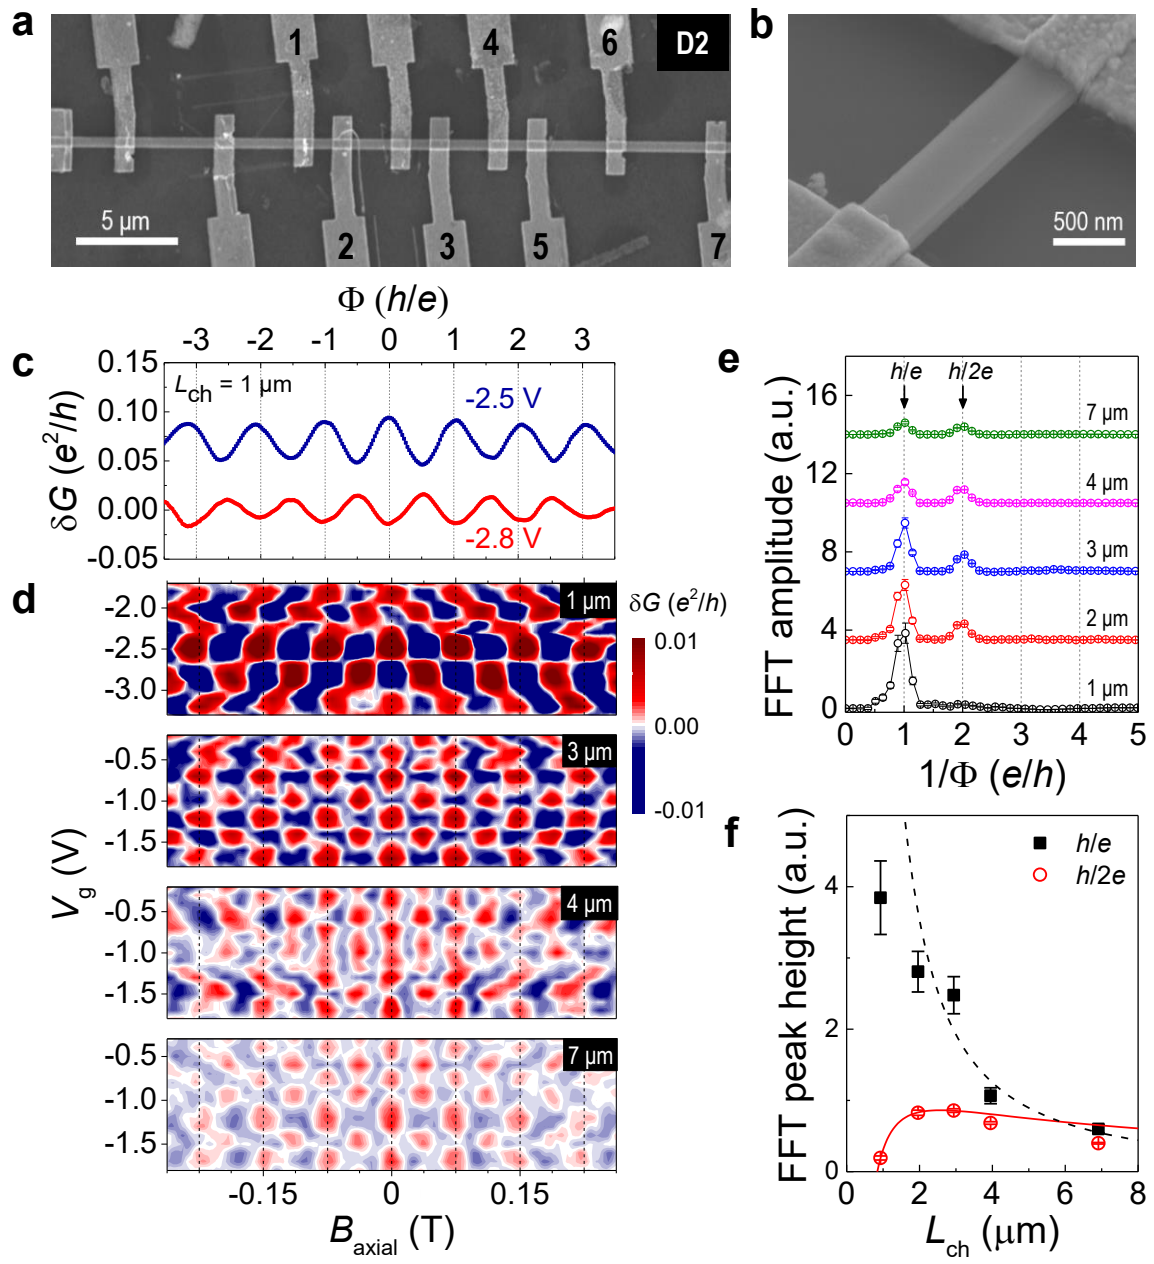 a
1
4
6
D2
5 µm
2
3
5
7
b
500 nm
Φ (h/e)
-3 -2 -1 0 1 2 3
c
0.15
0.10
0.05
0.00
-0.05
δG (e²/h)
L_ch = 1 µm
-2.5 V
-2.8 V
d
1 µm
-2.0
-2.5
-3.0
δG (e²/h)
0.01
0.00
-0.01
3 µm
-0.5
-1.0
-1.5
V_g (V)
4 µm
-0.5
-1.0
-1.5
7 µm
-0.5
-1.0
-1.5
-0.15 0 0.15
B_axial (T)
e
h/e h/2e
16
12
8
4
0
FFT amplitude (a.u.)
7 µm
4 µm
3 µm
2 µm
1 µm
0 1 2 3 4 5
1/Φ (e/h)
f
h/e
h/2e
4
2
0
FFT peak height (a.u.)
0 2 4 6 8
L_ch (µm)